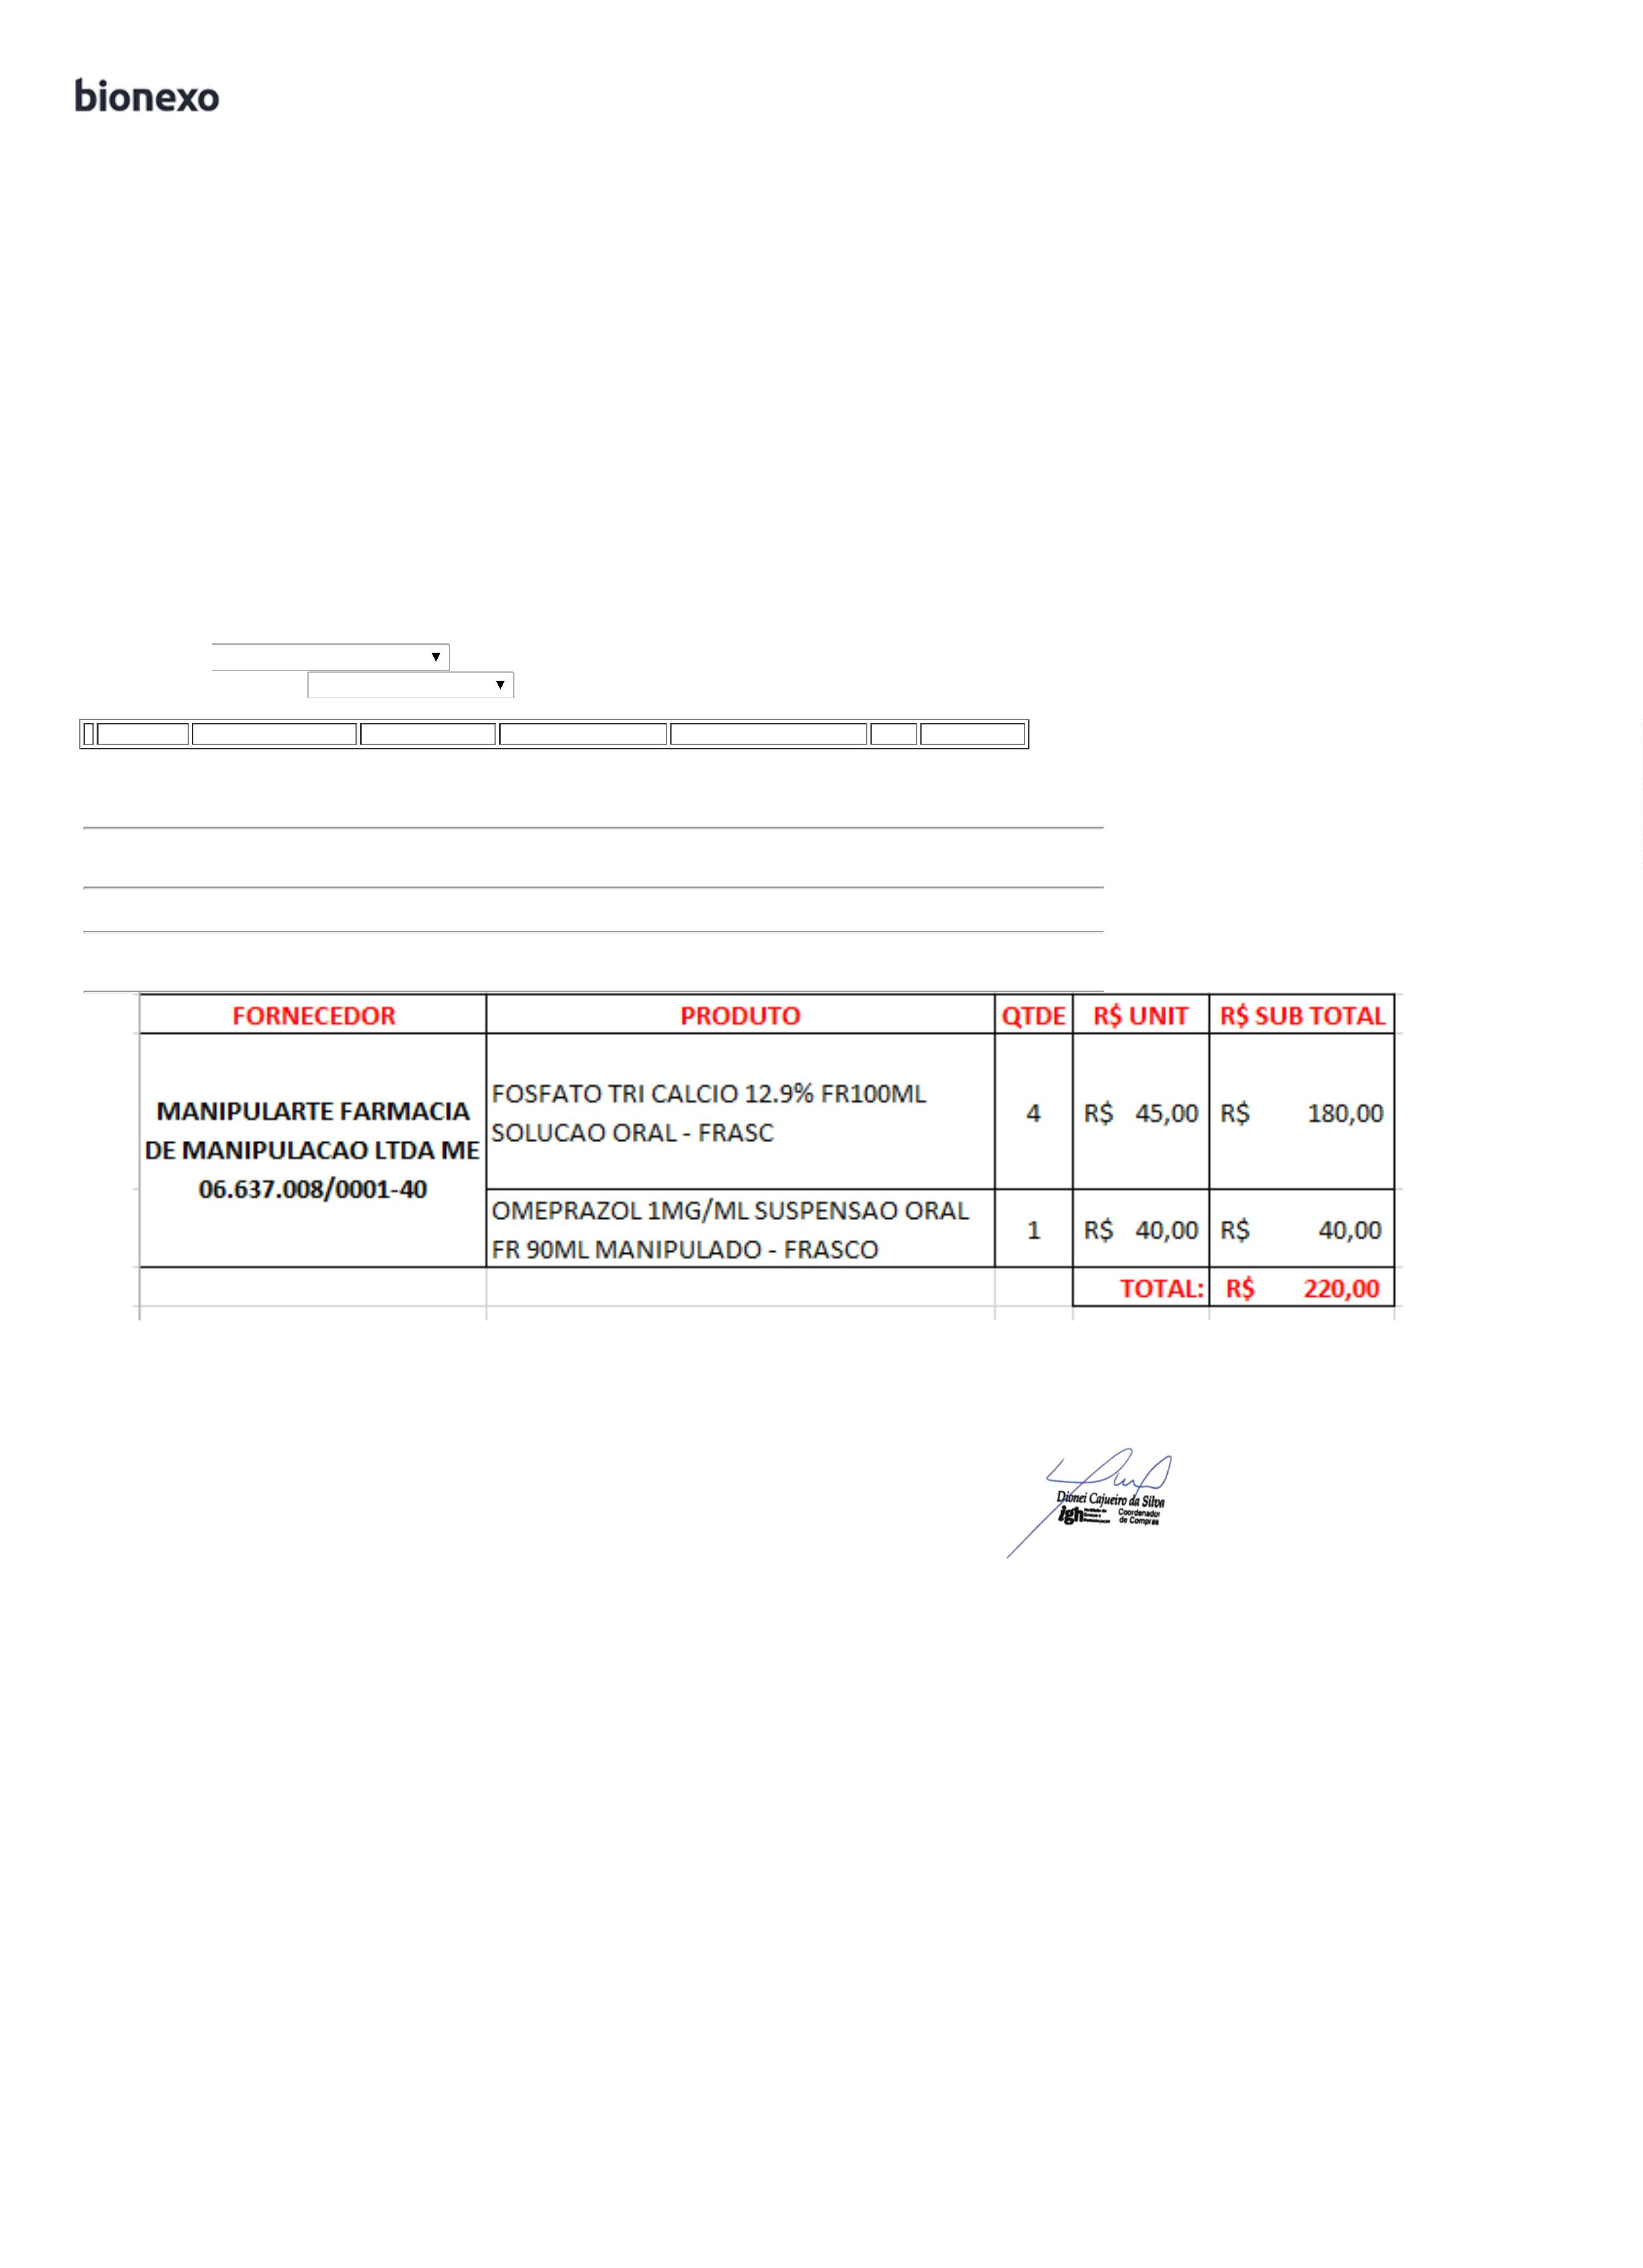 bionexo
FORNECEDOR PRODUTO QTDE R$ UNIT R$ SUB TOTAL
MANIPULARTE FARMACIA
DE MANIPULACAO LTDA ME
06.637.008/0001-40
FOSFATO TRI CALCIO 12.9% FR100ML
SOLUCAO ORAL - FRASC
4 R$ 45,00 R$ 180,00
OMEPRAZOL 1MG/ML SUSPENSAO ORAL
FR 90ML MANIPULADO - FRASCO
1 R$ 40,00 R$ 40,00
TOTAL: R$ 220,00
Dionei Cajueiro da Silva
igh
Coordenador
de Compras